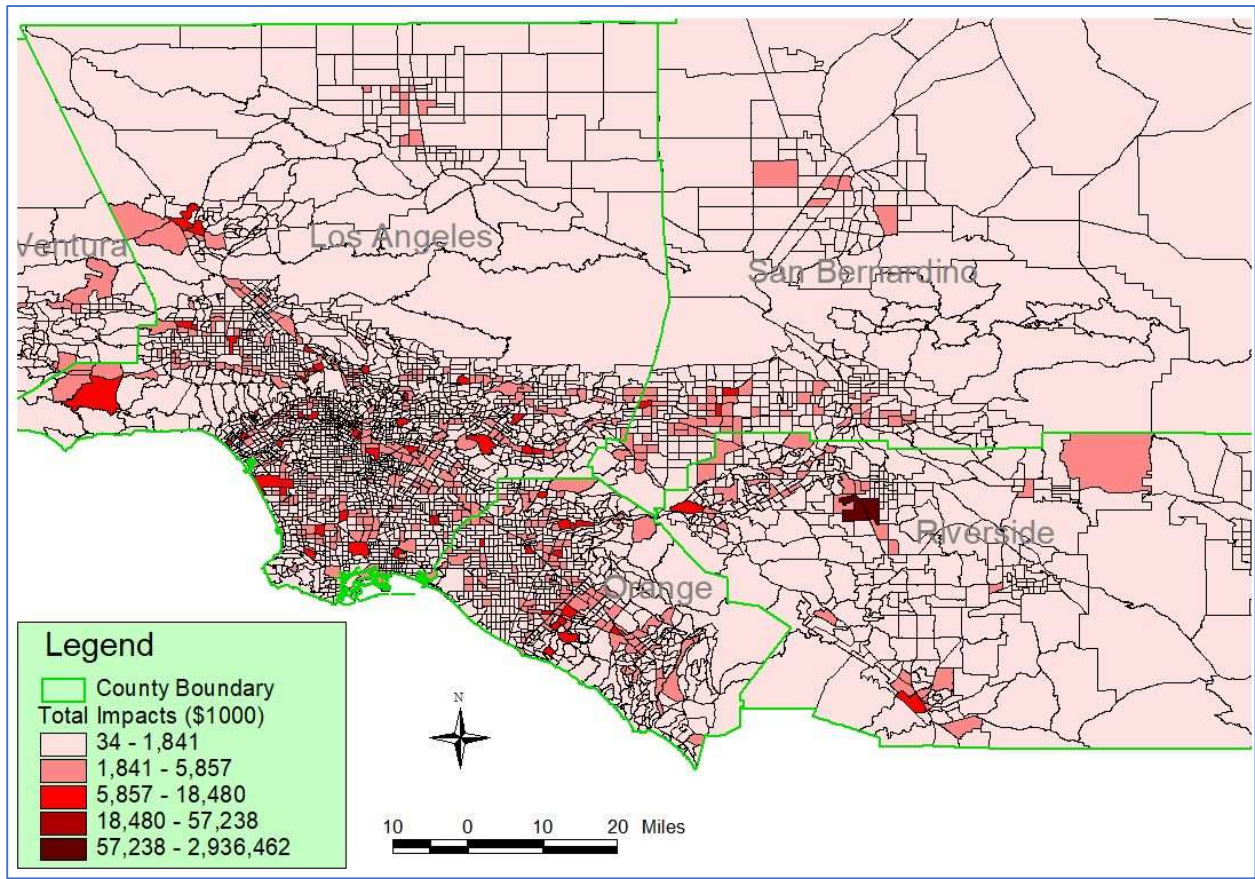 Ventura
Los Angeles
San Bernardino
Riverside
Orange
Legend
County Boundary
Total Impacts ($1000)
34 - 1,841
1,841 - 5,857
5,857 - 18,480
18,480 - 57,238
57,238 - 2,936,462
N
10 0 10 20 Miles